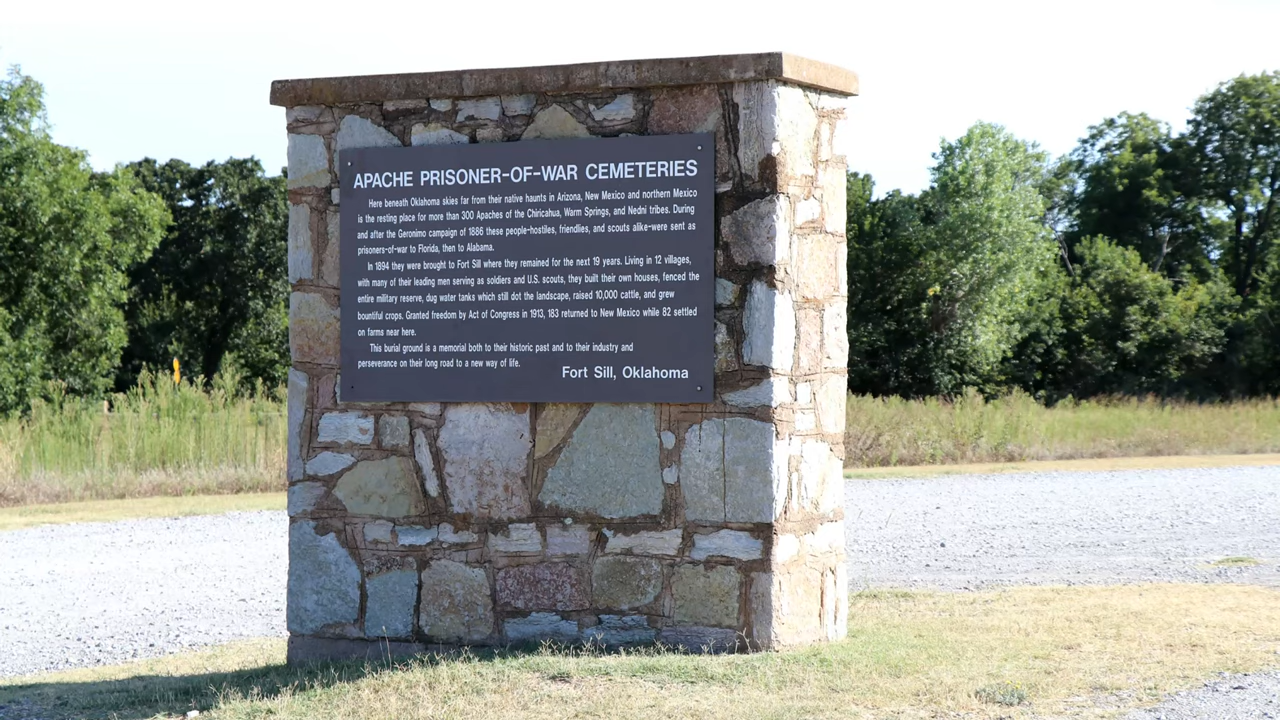 APACHE PRISONER-OF-WAR CEMETERIES
Here beneath Oklahoma skies far from their native haunts in Arizona, New Mexico and northern Mexico
is the resting place for more than 300 Apaches of the Chiricahua, Warm Springs, and Nedni tribes. During
and after the Geronimo campaign of 1886 these people-hostiles, friendlies, and scouts alike-were sent as
prisoners-of-war to Florida, then to Alabama.
In 1894 they were brought to Fort Sill where they remained for the next 19 years. Living in 12 villages,
with many of their leading men serving as soldiers and U.S. scouts, they built their own houses, fenced the
entire military reserve, dug water tanks which still dot the landscape, raised 10,000 cattle, and grew
bountiful crops. Granted freedom by Act of Congress in 1913, 183 returned to New Mexico while 82 settled
on farms near here.
This burial ground is a memorial both to their historic past and to their industry and
perseverance on their long road to a new way of life.
Fort Sill, Oklahoma